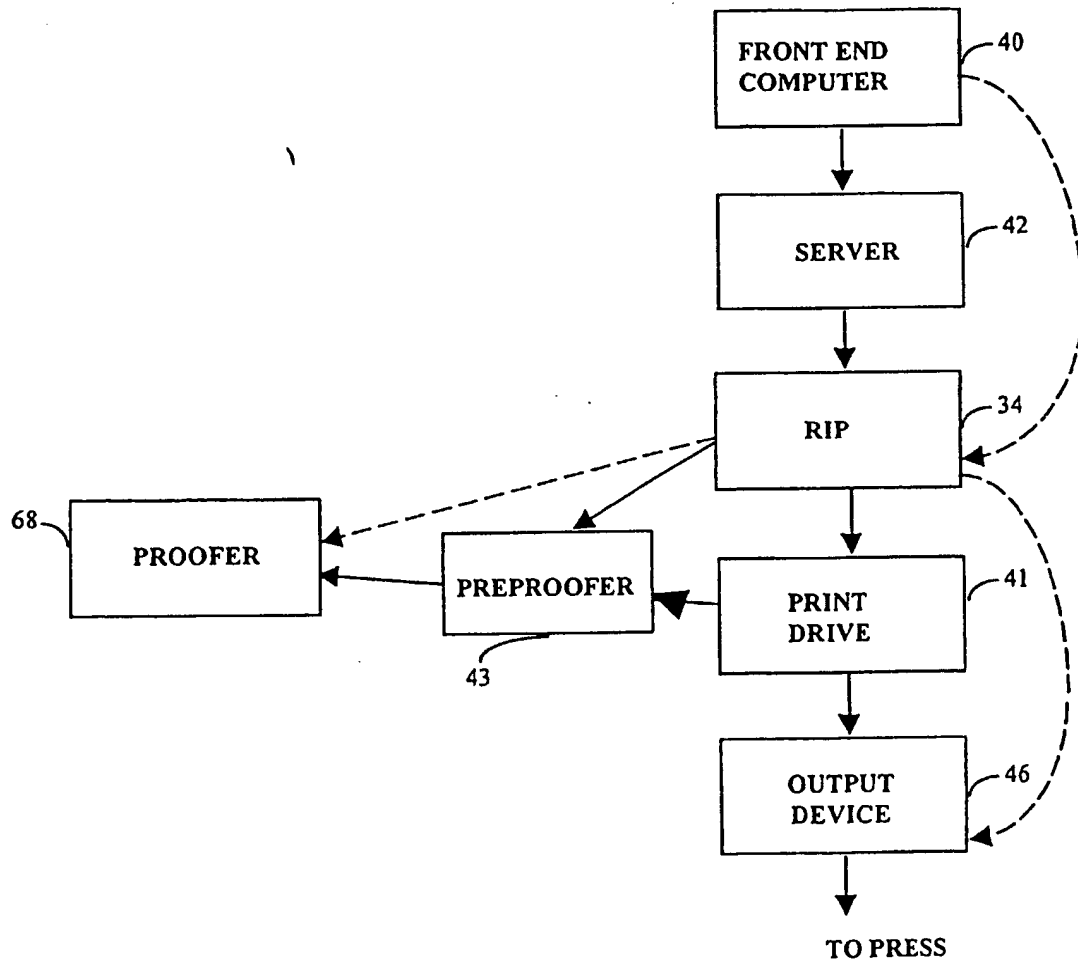 FRONT END
COMPUTER
40
SERVER
42
RIP
34
68
PROOFER
PREPROOFER
43
PRINT
DRIVE
41
OUTPUT
DEVICE
46
TO PRESS